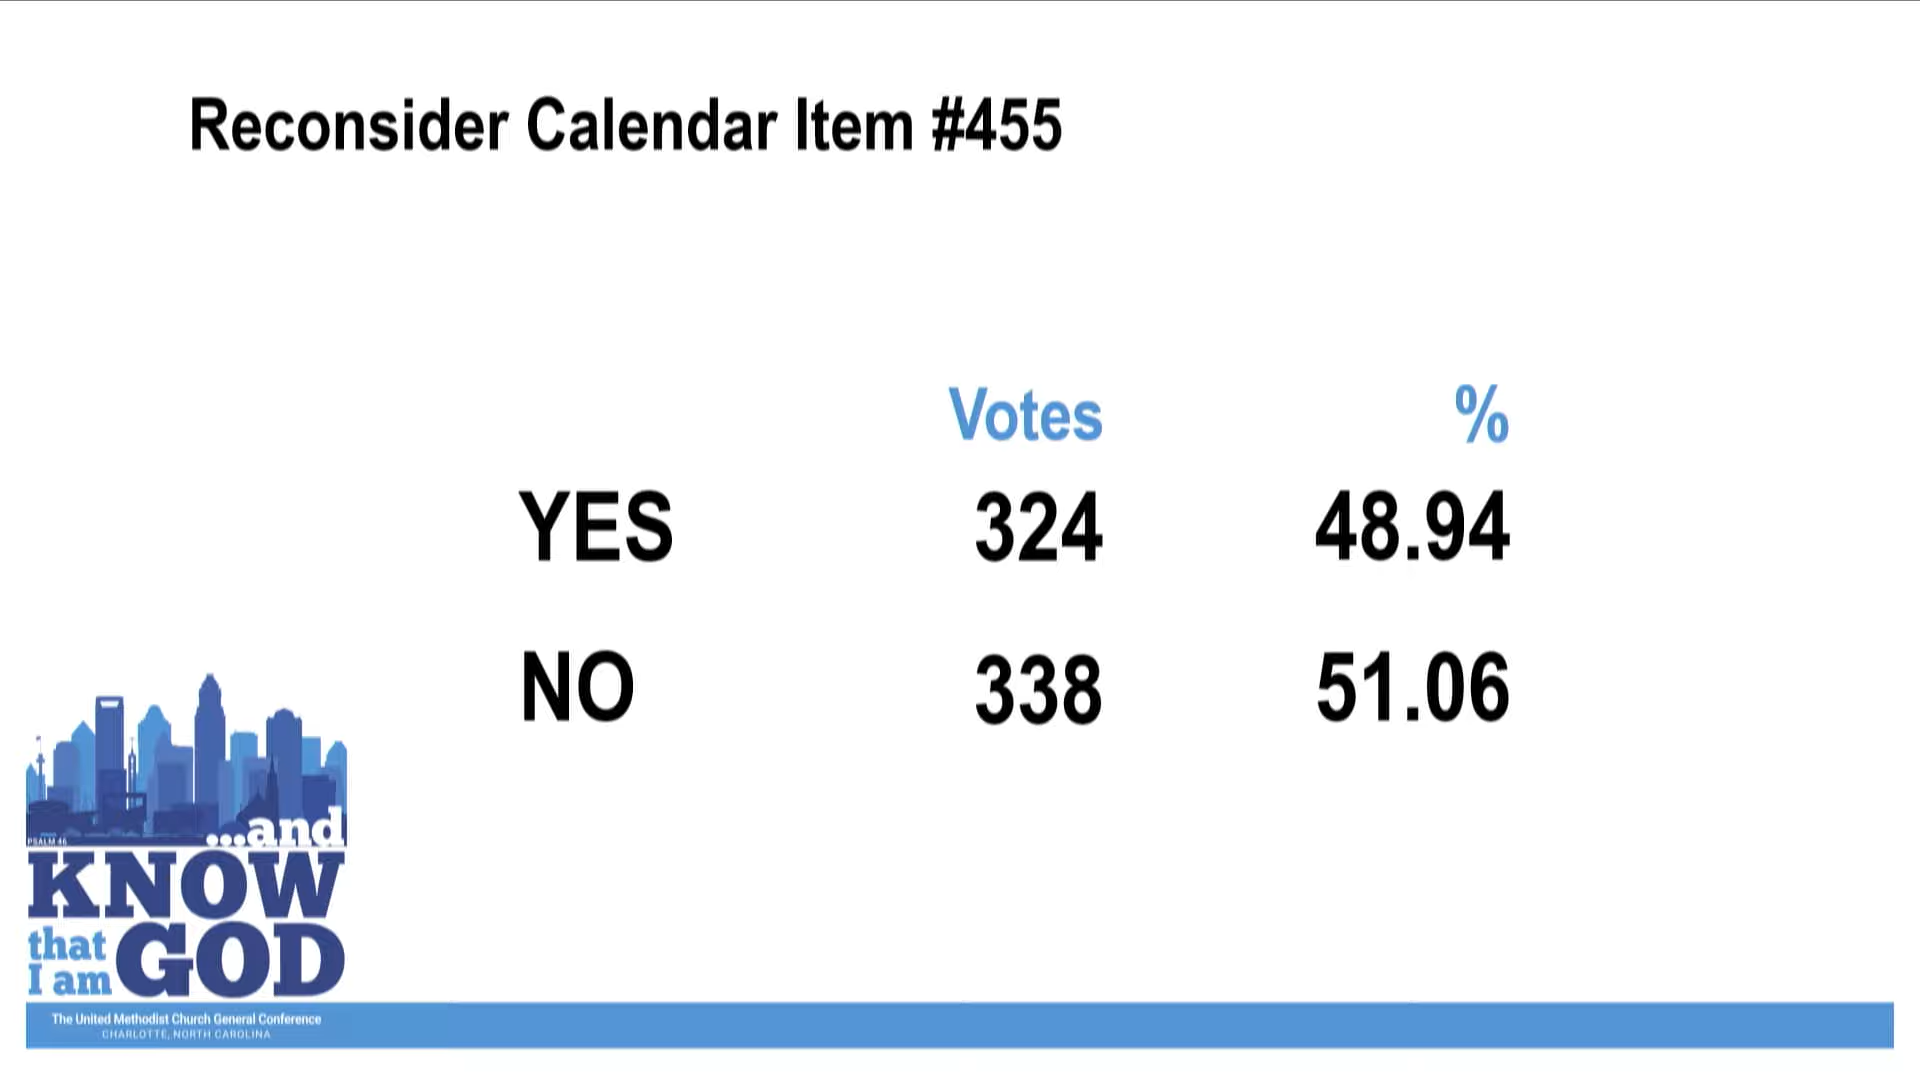 Reconsider Calendar Item #455
Votes %
YES 324 48.94
NO 338 51.06
PSALM 46
...and
KNOW
that
I am
GOD
The United Methodist Church General Conference
CHARLOTTE, NORTH CAROLINA